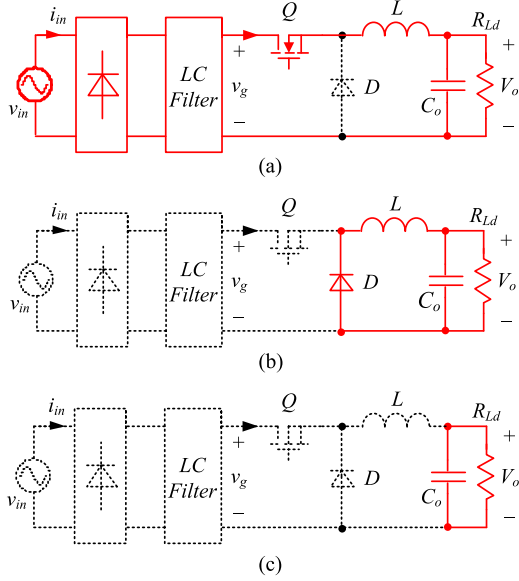 i_in Q L R_Ld
+ +
v_in LC Filter v_g D C_o V_o
− −
(a)
i_in Q L R_Ld
+ +
v_in LC Filter v_g D C_o V_o
− −
(b)
i_in Q L R_Ld
+ +
v_in LC Filter v_g D C_o V_o
− −
(c)